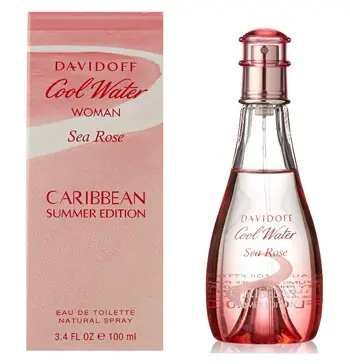 DAVIDOFF
Cool Water
WOMAN
Sea Rose
CARIBBEAN
SUMMER EDITION
EAU DE TOILETTE
NATURAL SPRAY
3.4 FL OZ ℮ 100 ml
DAVIDOFF
Cool Water
Sea Rose